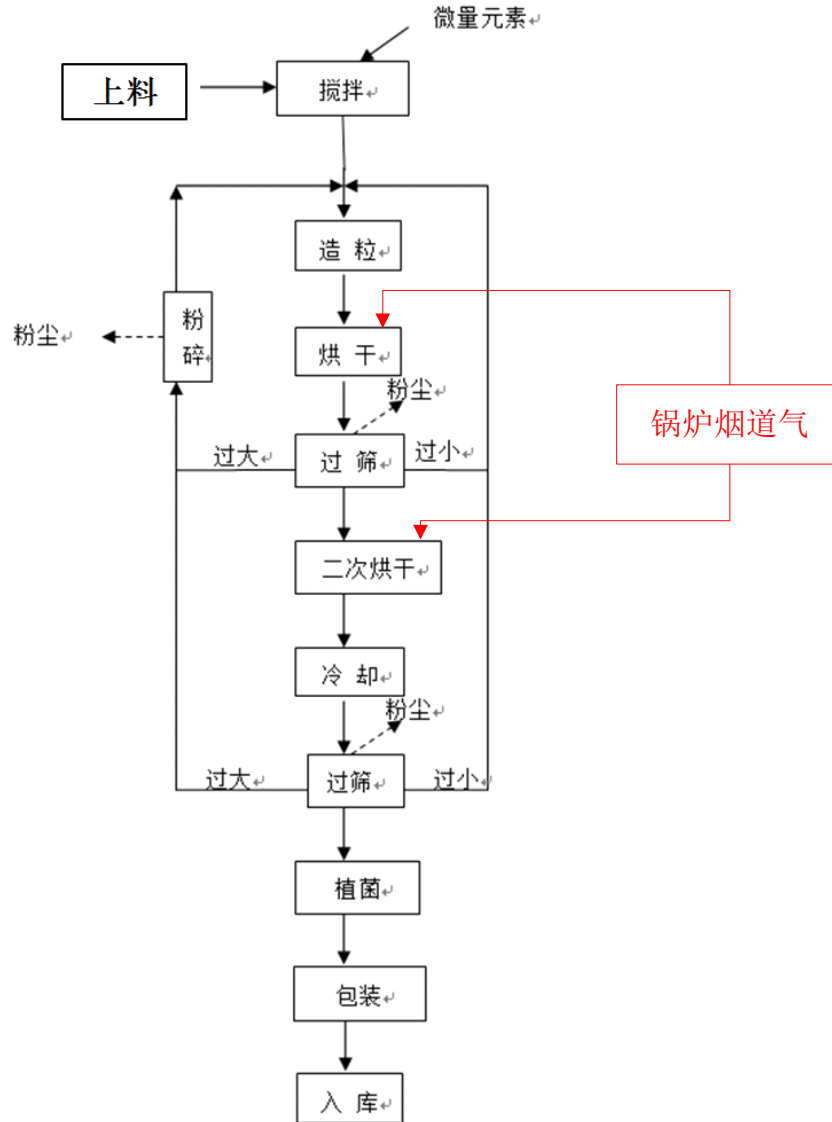 微量元素
上料
搅拌
造 粒
粉
碎
粉尘
烘 干
粉尘
锅炉烟道气
过大
过 筛
过小
二次烘干
冷 却
粉尘
过大
过筛
过小
植菌
包装
入 库